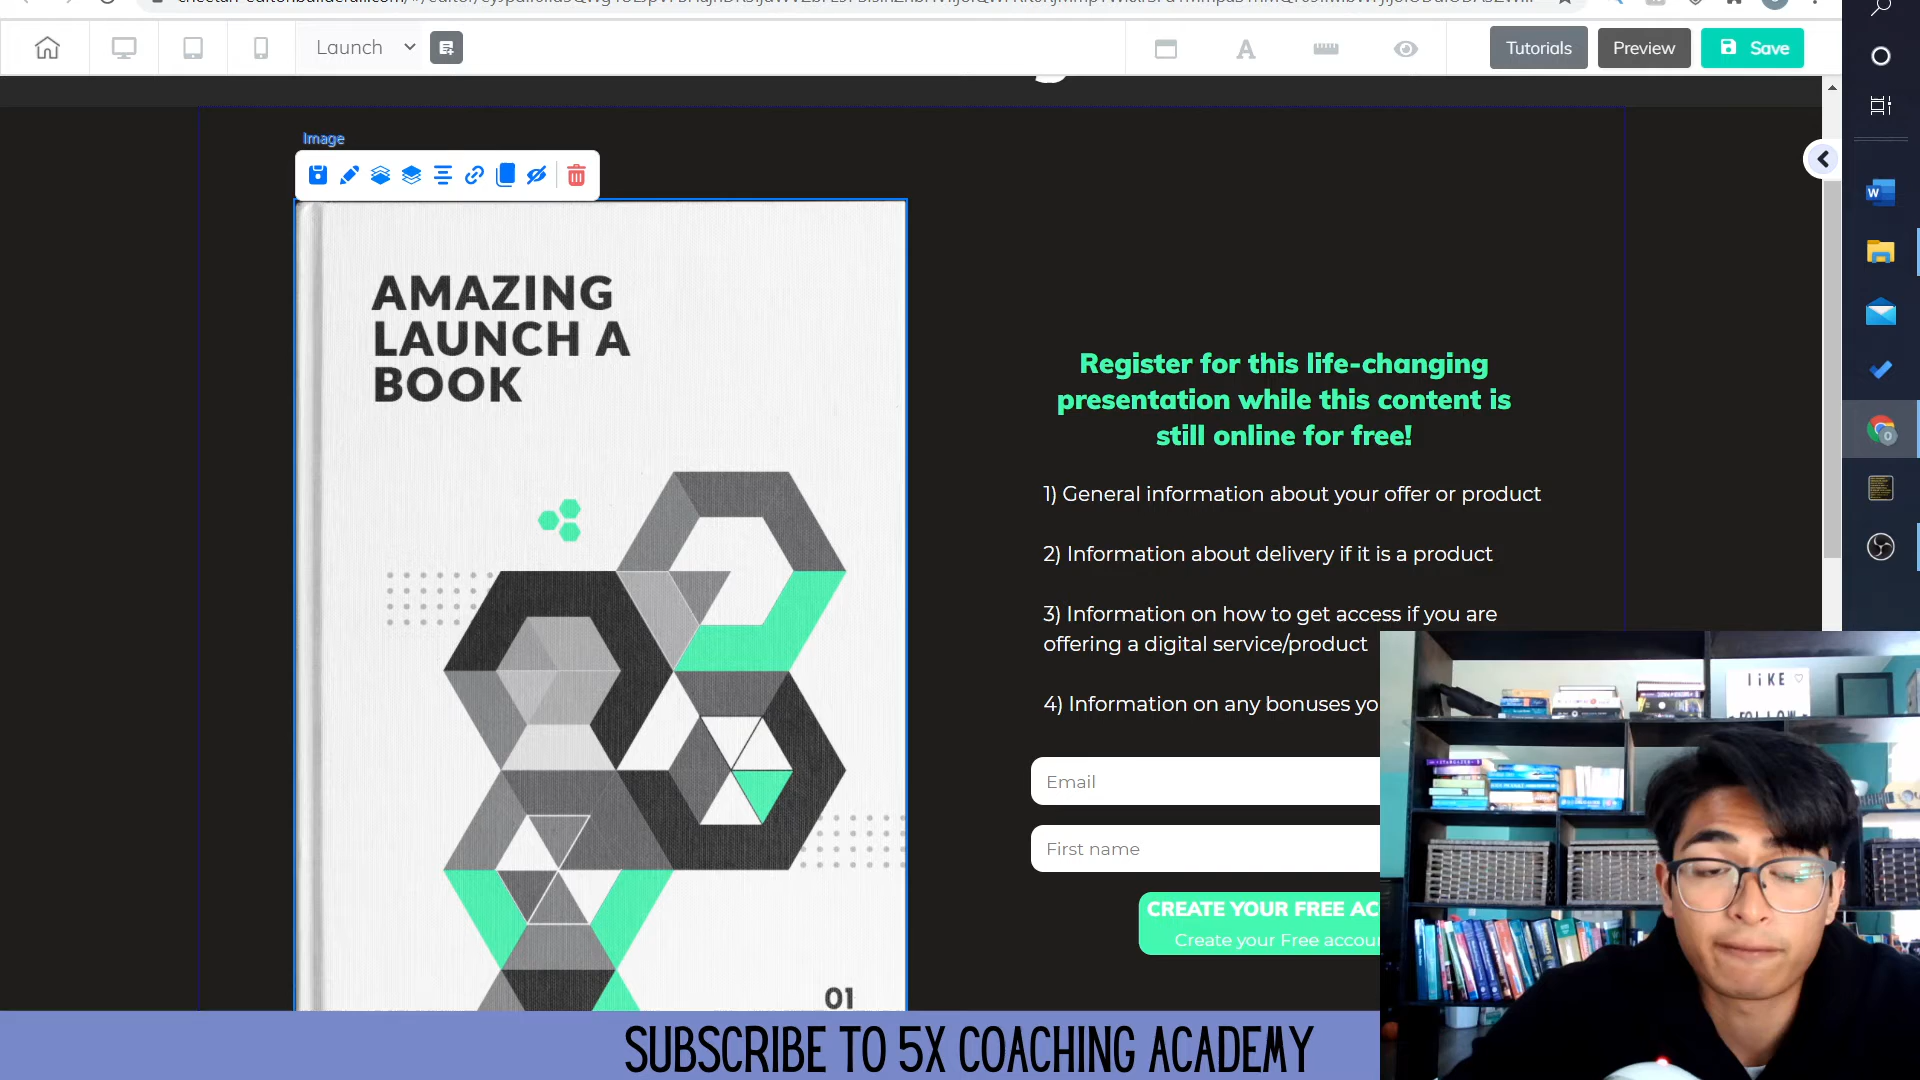 Launch
Tutorials
Preview
Save
Image
AMAZING
LAUNCH A
BOOK
01
Register for this life-changing
presentation while this content is
still online for free!
1) General information about your offer or product
2) Information about delivery if it is a product
3) Information on how to get access if you are
offering a digital service/product
4) Information on any bonuses yo
Email
First name
CREATE YOUR FREE AC
Create your Free accou
LiKE
FOLLOW
SUBSCRIBE TO 5X COACHING ACADEMY